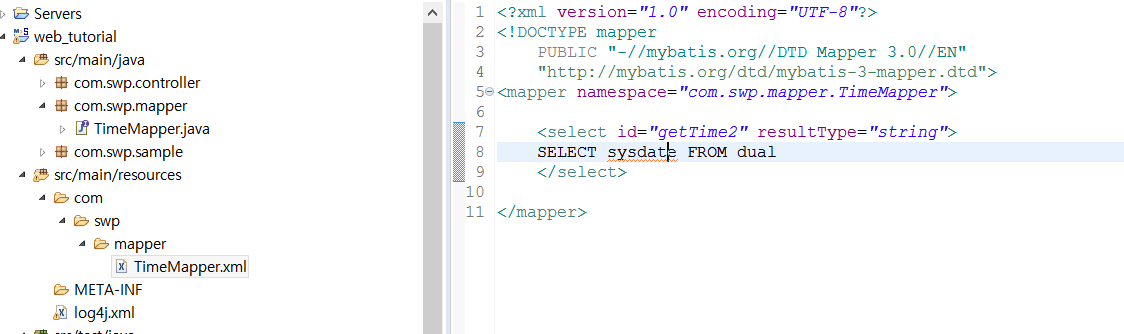 Servers
web_tutorial
src/main/java
com.swp.controller
com.swp.mapper
TimeMapper.java
com.swp.sample
src/main/resources
com
swp
mapper
TimeMapper.xml
META-INF
log4j.xml
src/test/java
1 <?xml version="1.0" encoding="UTF-8"?>
2 <!DOCTYPE mapper
3 PUBLIC "-//mybatis.org//DTD Mapper 3.0//EN"
4 "http://mybatis.org/dtd/mybatis-3-mapper.dtd">
5 <mapper namespace="com.swp.mapper.TimeMapper">
6
7 <select id="getTime2" resultType="string">
8 SELECT sysdate FROM dual
9 </select>
10
11 </mapper>